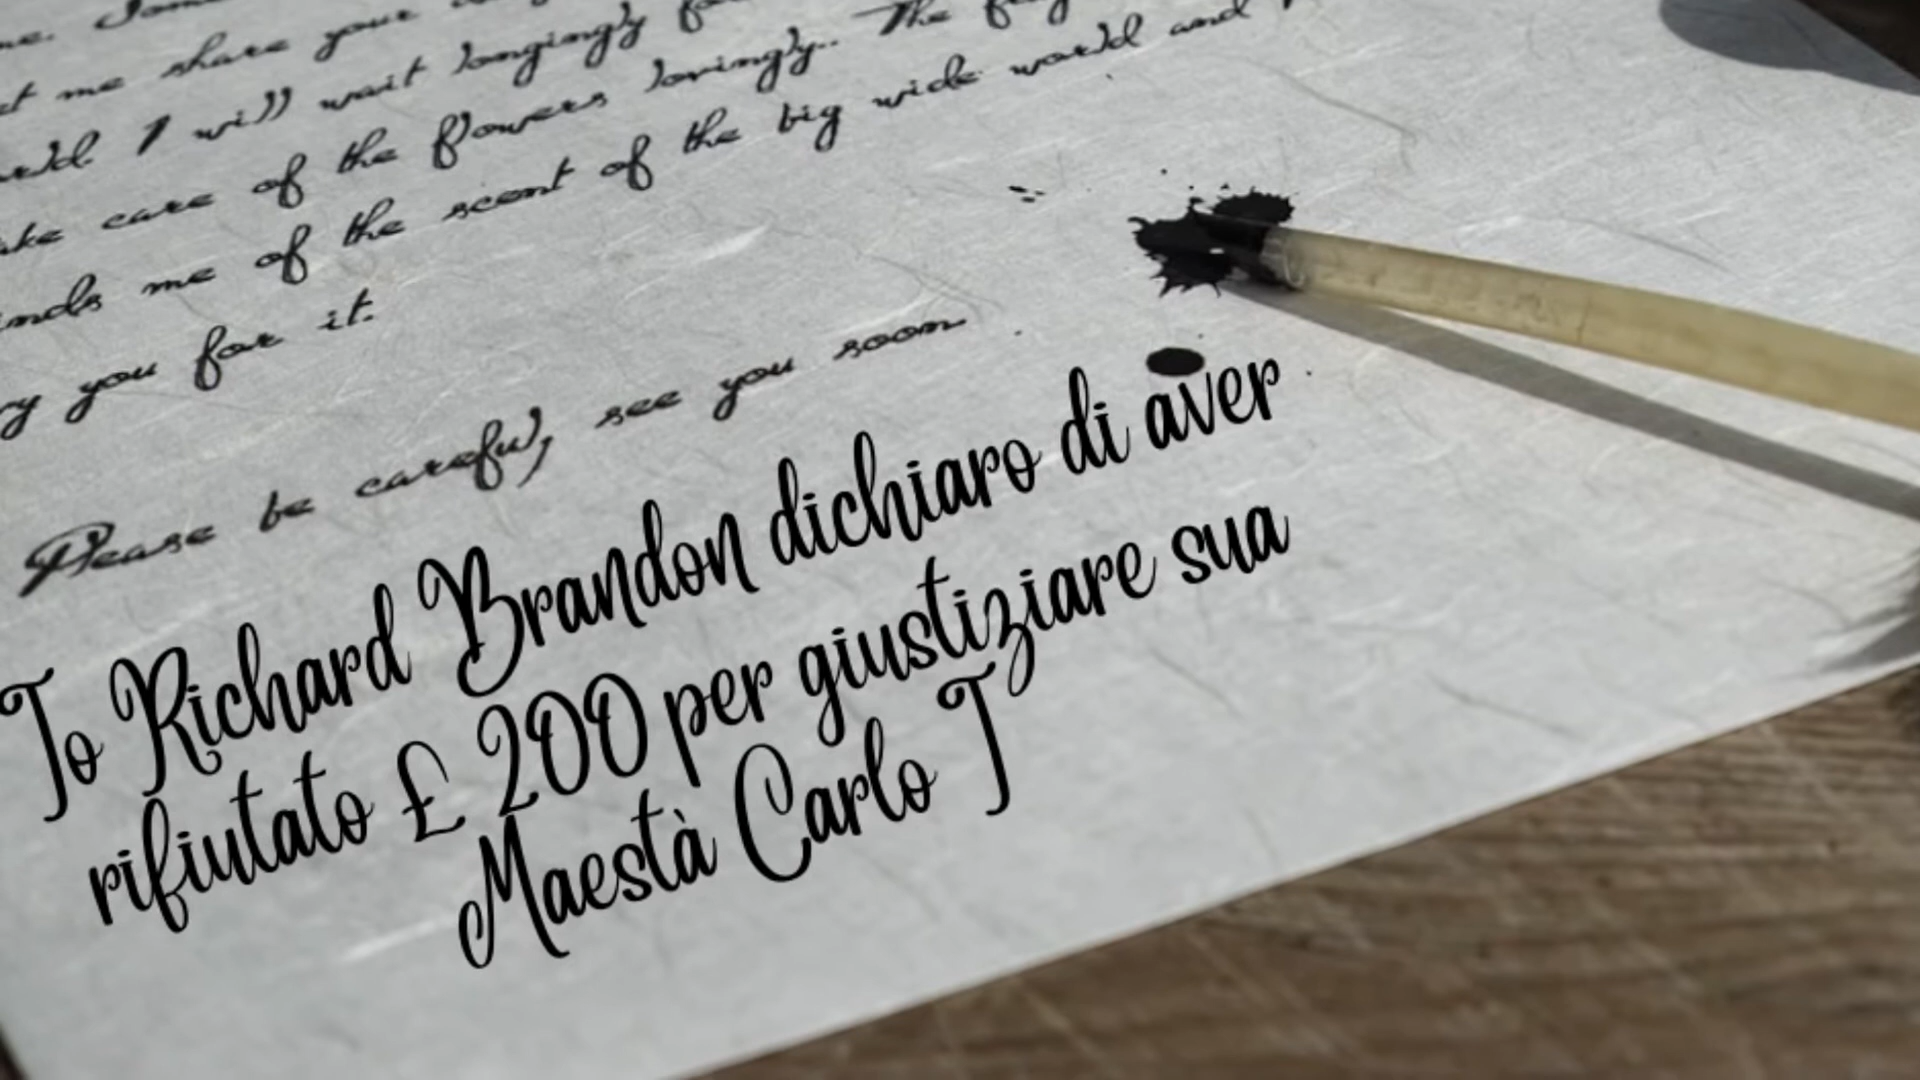 me.
me share your
I will wait longingly
care of the flowers lovingly.. The
me of the scent of the big wide world and
you for it.
Please be careful, see you soon
Io Richard Brandon dichiaro di aver
rifiutato £ 200 per giustiziare sua
Maestà Carlo I